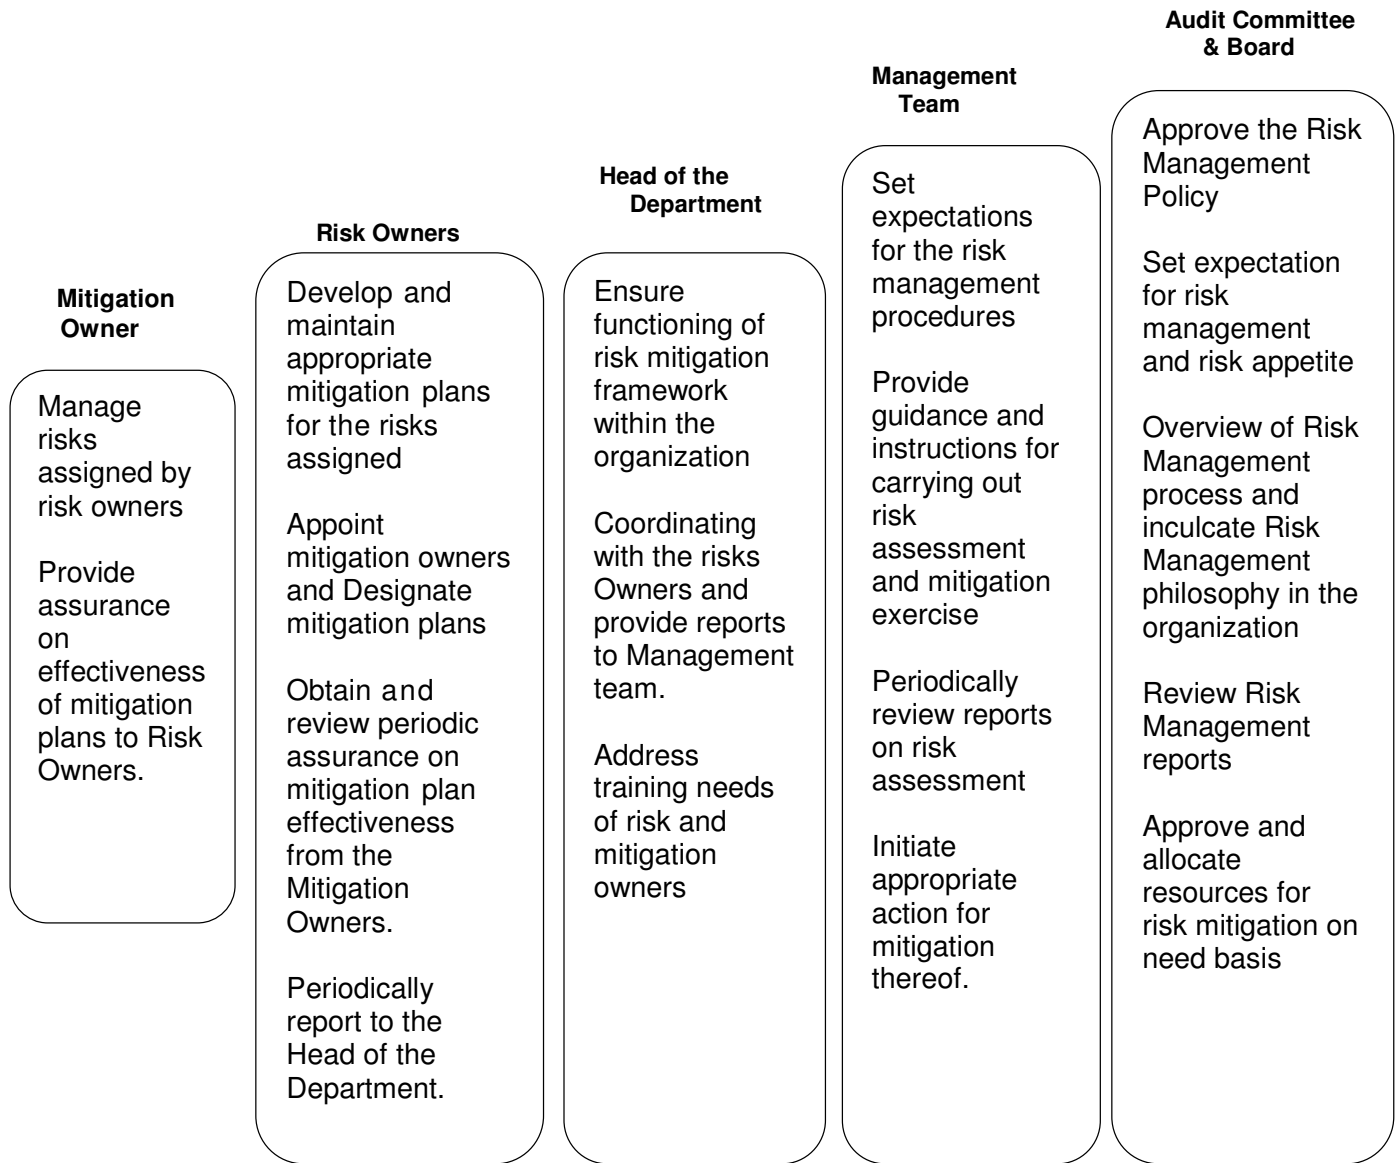 Mitigation
Owner
Manage
risks
assigned by
risk owners
Provide
assurance
on
effectiveness
of mitigation
plans to Risk
Owners.
Risk Owners
Develop and
maintain
appropriate
mitigation plans
for the risks
assigned
Appoint
mitigation owners
and Designate
mitigation plans
Obtain and
review periodic
assurance on
mitigation plan
effectiveness
from the
Mitigation
Owners.
Periodically
report to the
Head of the
Department.
Head of the
Department
Ensure
functioning of
risk mitigation
framework
within the
organization
Coordinating
with the risks
Owners and
provide reports
to Management
team.
Address
training needs
of risk and
mitigation
owners
Management
Team
Set
expectations
for the risk
management
procedures
Provide
guidance and
instructions for
carrying out
risk
assessment
and mitigation
exercise
Periodically
review reports
on risk
assessment
Initiate
appropriate
action for
mitigation
thereof.
Audit Committee
& Board
Approve the Risk
Management
Policy
Set expectation
for risk
management
and risk appetite
Overview of Risk
Management
process and
inculcate Risk
Management
philosophy in the
organization
Review Risk
Management
reports
Approve and
allocate
resources for
risk mitigation on
need basis